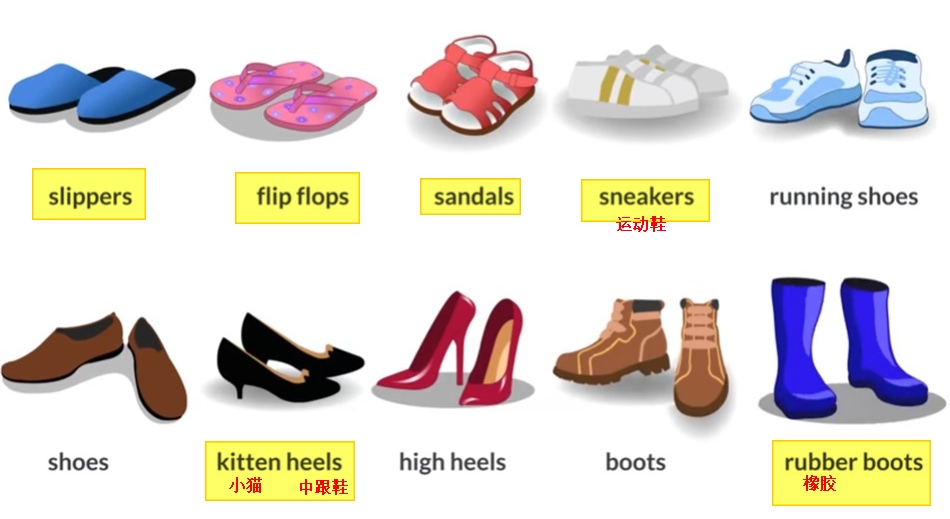 slippers flip flops sandals sneakers running shoes
运动鞋
shoes kitten heels high heels boots rubber boots
小猫 中跟鞋 橡胶